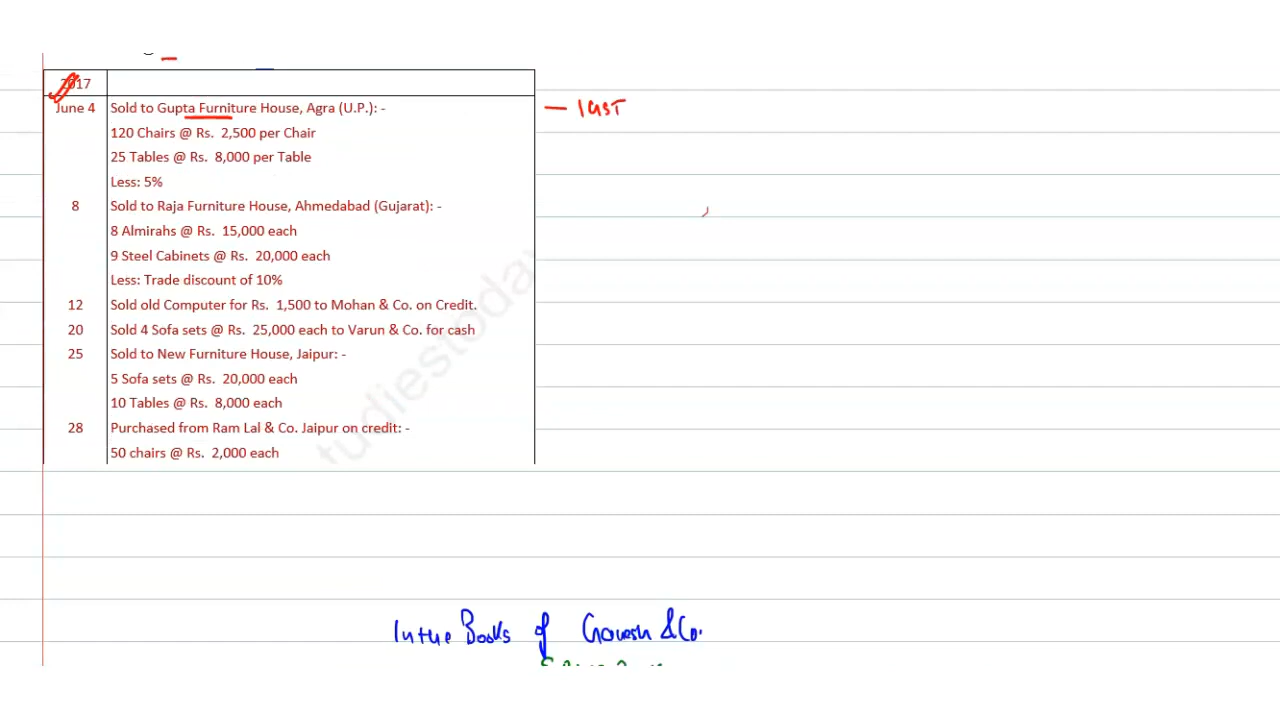 2017
June 4 Sold to Gupta Furniture House, Agra (U.P.): -
— IGST
120 Chairs @ Rs. 2,500 per Chair
25 Tables @ Rs. 8,000 per Table
Less: 5%
8 Sold to Raja Furniture House, Ahmedabad (Gujarat): -
8 Almirahs @ Rs. 15,000 each
9 Steel Cabinets @ Rs. 20,000 each
Less: Trade discount of 10%
12 Sold old Computer for Rs. 1,500 to Mohan & Co. on Credit.
20 Sold 4 Sofa sets @ Rs. 25,000 each to Varun & Co. for cash
25 Sold to New Furniture House, Jaipur: -
5 Sofa sets @ Rs. 20,000 each
10 Tables @ Rs. 8,000 each
28 Purchased from Ram Lal & Co. Jaipur on credit: -
50 chairs @ Rs. 2,000 each
tudiestoday
In the Books of &Co.